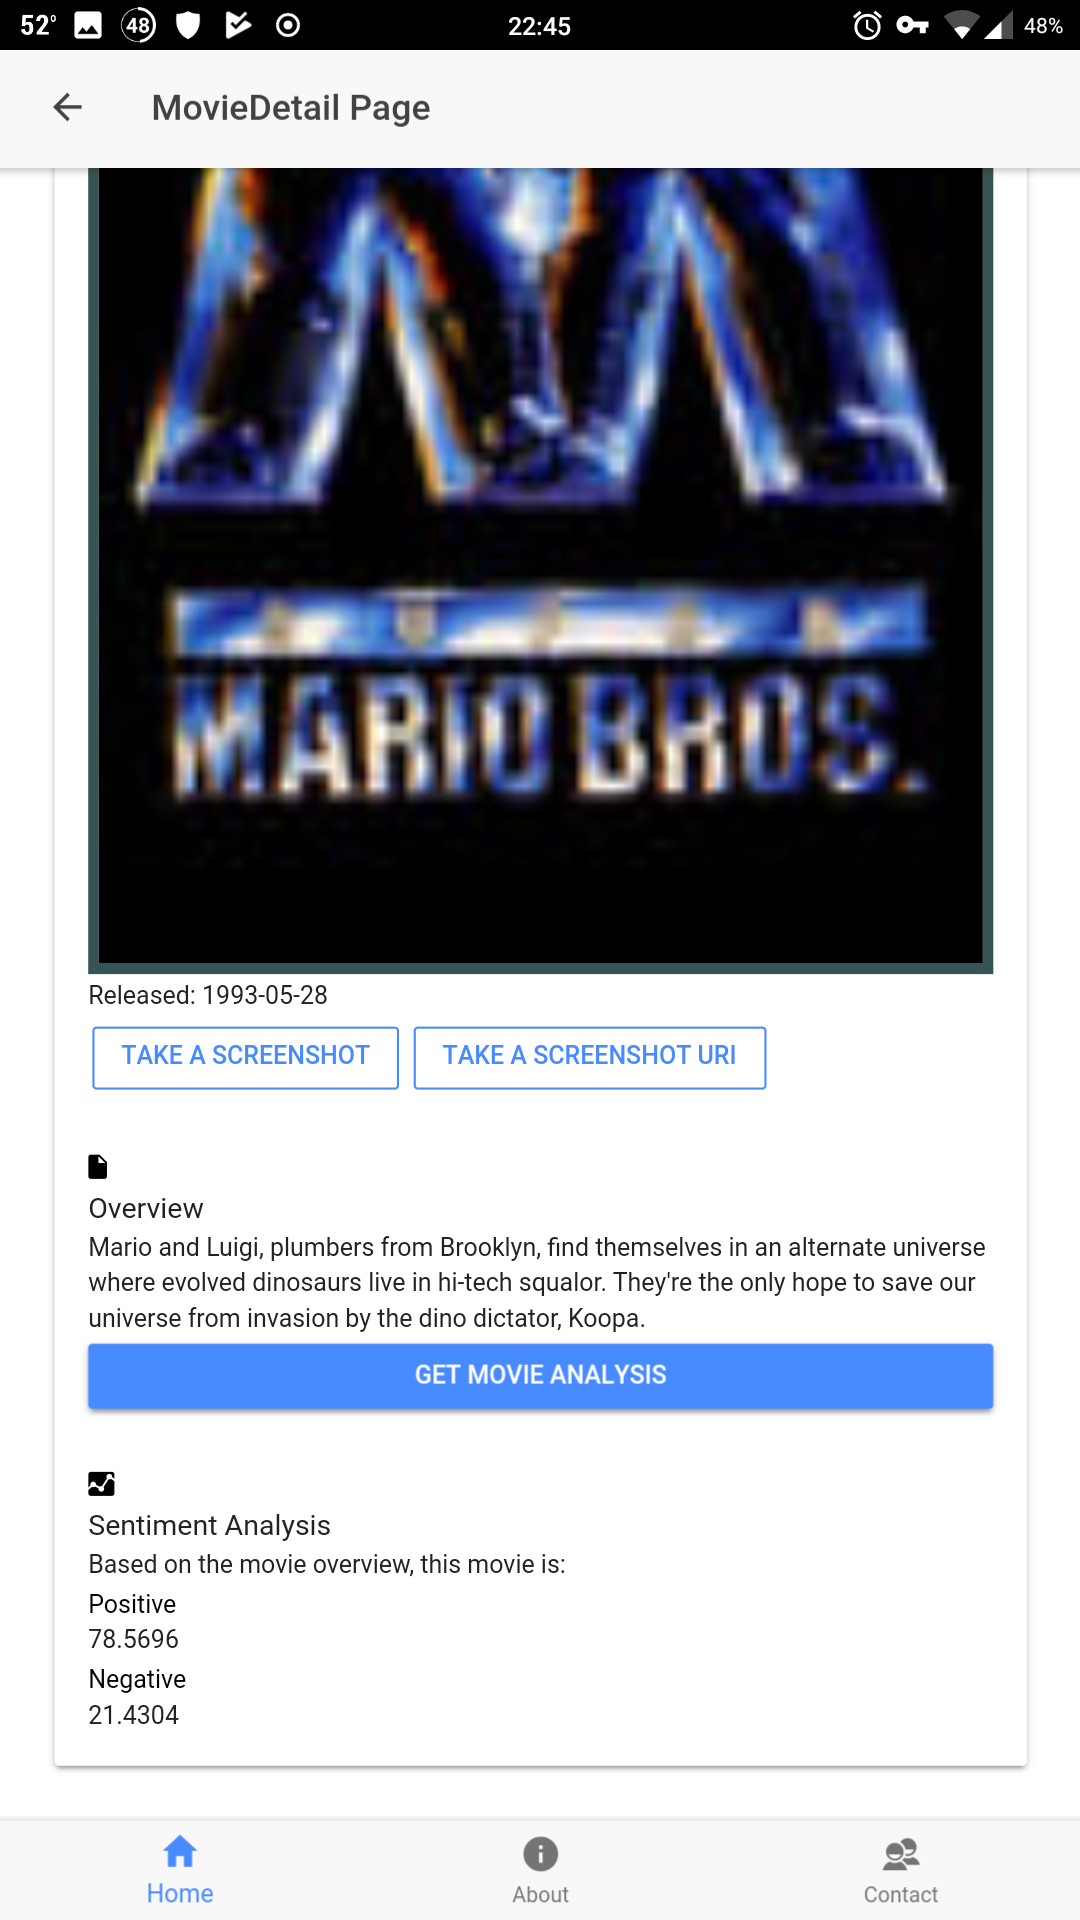 52°
48
22:45
48%
MovieDetail Page
MARIO BROS.
Released: 1993-05-28
TAKE A SCREENSHOT
TAKE A SCREENSHOT URI
Overview
Mario and Luigi, plumbers from Brooklyn, find themselves in an alternate universe
where evolved dinosaurs live in hi-tech squalor. They're the only hope to save our
universe from invasion by the dino dictator, Koopa.
GET MOVIE ANALYSIS
Sentiment Analysis
Based on the movie overview, this movie is:
Positive
78.5696
Negative
21.4304
Home
About
Contact